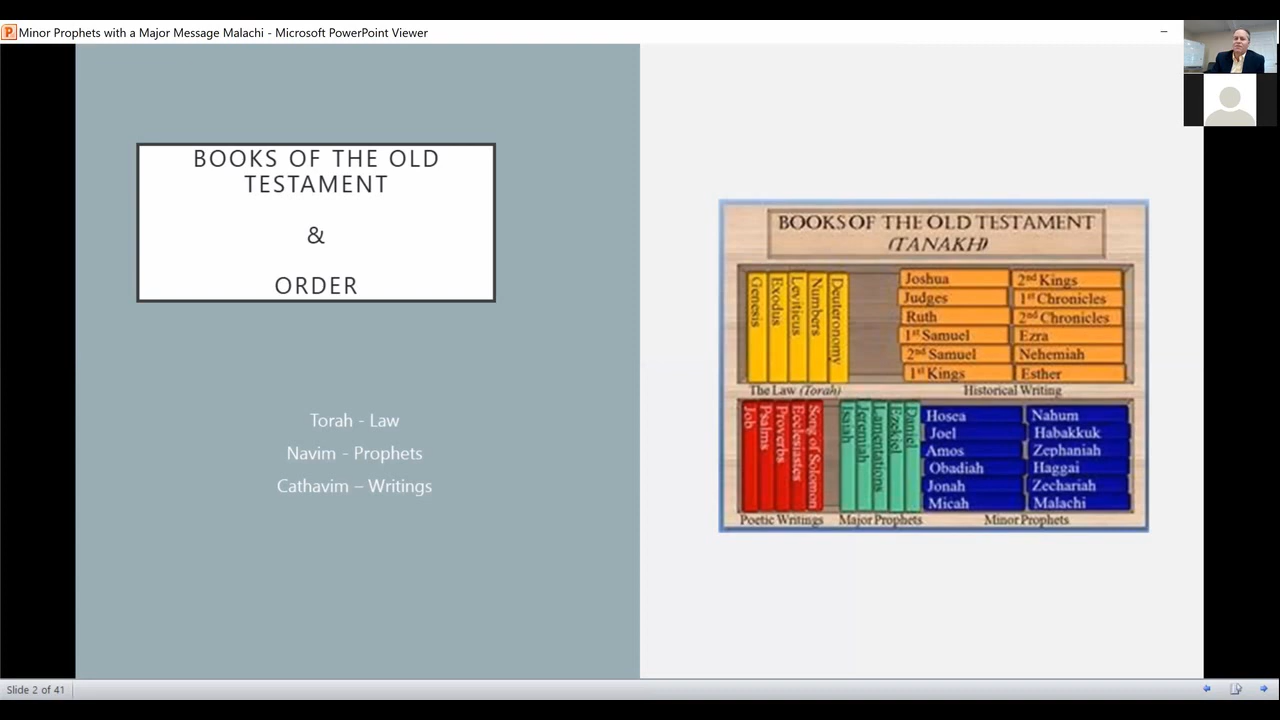 Minor Prophets with a Major Message Malachi - Microsoft PowerPoint Viewer
BOOKS OF THE OLD
TESTAMENT
&
ORDER
Torah - Law
Navim - Prophets
Cathavim – Writings
BOOKS OF THE OLD TESTAMENT
(TANAKH)
Genesis
Exodus
Leviticus
Numbers
Deuteronomy
Joshua
Judges
Ruth
1st Samuel
2nd Samuel
1st Kings
2nd Kings
1st Chronicles
2nd Chronicles
Ezra
Nehemiah
Esther
The Law (Torah)
Historical Writing
Job
Psalms
Proverbs
Ecclesiastes
Song of Solomon
Isaiah
Jeremiah
Lamentations
Ezekiel
Daniel
Hosea
Joel
Amos
Obadiah
Jonah
Micah
Nahum
Habakkuk
Zephaniah
Haggai
Zechariah
Malachi
Poetic Writings
Major Prophets
Minor Prophets
Slide 2 of 41